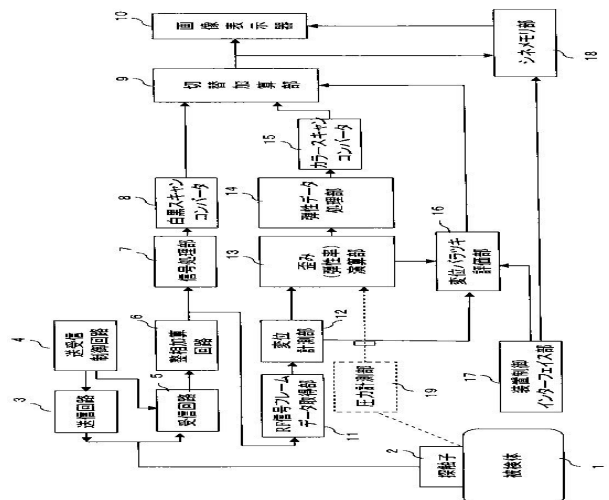 1
被検体
2
探触子
3
送信回路
4
送受信
制御回路
5
受信回路
6
整相加算
回路
7
信号処理部
8
白黒スキャン
コンバータ
9
切替加算部
10
画像表示器
11
RF信号フレーム
データ取得部
12
変位
計測部
13
歪み
(弾性率)
演算部
14
弾性データ
処理部
15
カラースキャン
コンバータ
16
変位バラツキ
評価部
17
装置制御
インターフェイス部
18
シネメモリ部
19
圧力計測部